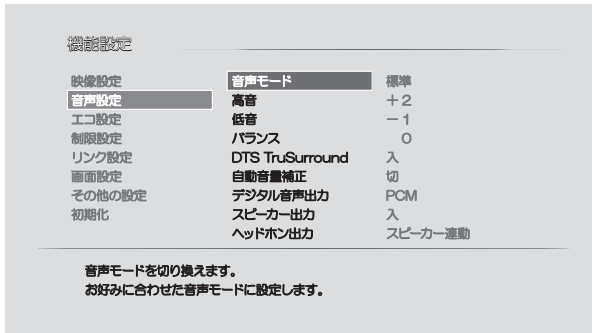 機能設定
映像設定
音声設定
エコ設定
制限設定
リンク設定
画面設定
その他の設定
初期化
音声モード 標準
高音 +2
低音 -1
バランス 0
DTS TruSurround 入
自動音量補正 切
デジタル音声出力 PCM
スピーカー出力 入
ヘッドホン出力 スピーカー連動
音声モードを切り換えます。
お好みに合わせた音声モードに設定します。